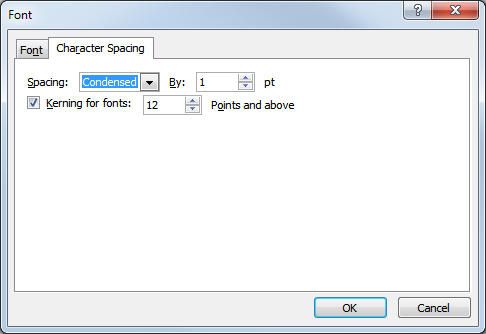 Font
Font Character Spacing
Spacing: Condensed By: 1 pt
Kerning for fonts: 12 Points and above
OK Cancel